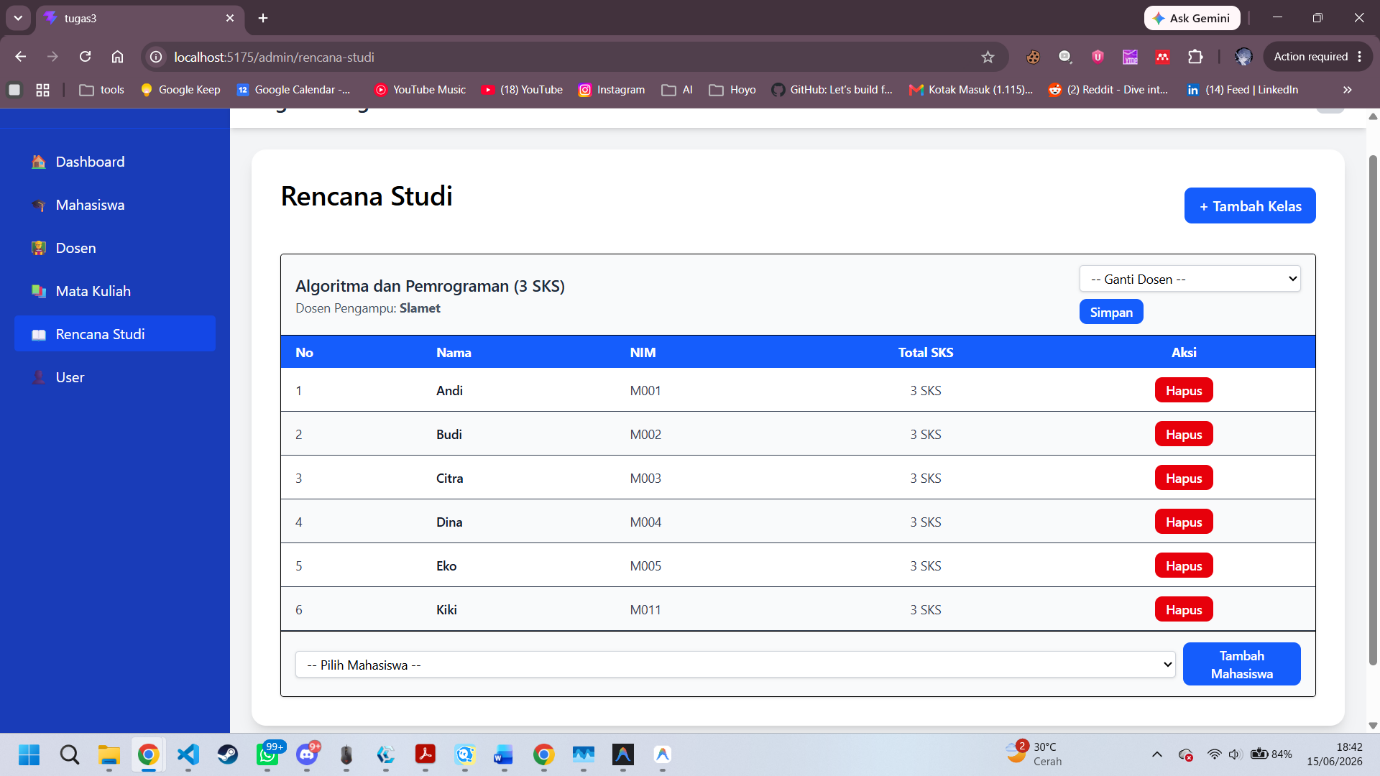 tugas3
Ask Gemini
localhost:5175/admin/rencana-studi
Action required
tools
Google Keep
12
Google Calendar -...
YouTube Music
(18) YouTube
Instagram
AI
Hoyo
GitHub: Let's build f...
Kotak Masuk (1.115)...
(2) Reddit - Dive int...
(14) Feed | LinkedIn
Dashboard
Mahasiswa
Dosen
Mata Kuliah
Rencana Studi
User
Rencana Studi
+ Tambah Kelas
Algoritma dan Pemrograman (3 SKS)
Dosen Pengampu: Slamet
-- Ganti Dosen --
Simpan
No Nama NIM Total SKS Aksi
1 Andi M001 3 SKS Hapus
2 Budi M002 3 SKS Hapus
3 Citra M003 3 SKS Hapus
4 Dina M004 3 SKS Hapus
5 Eko M005 3 SKS Hapus
6 Kiki M011 3 SKS Hapus
-- Pilih Mahasiswa --
Tambah
Mahasiswa
99+
9+
2
30°C
Cerah
84%
18:42
15/06/2026